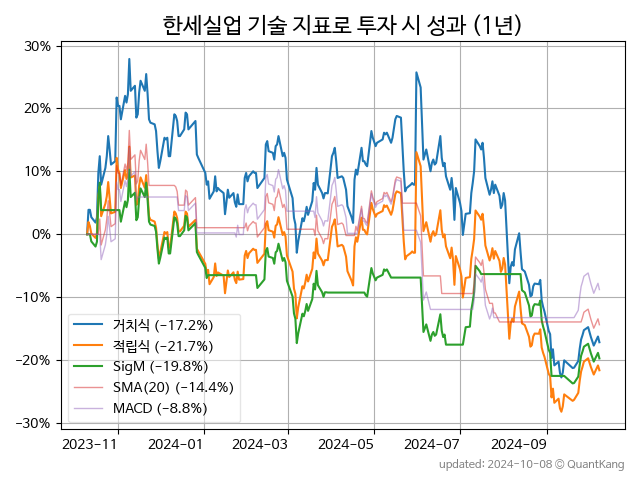 한세실업 기술 지표로 투자 시 성과 (1년)
30%
20%
10%
0%
−10%
−20%
−30%
거치식 (−17.2%)
적립식 (−21.7%)
SigM (−19.8%)
SMA(20) (−14.4%)
MACD (−8.8%)
2023-11 2024-01 2024-03 2024-05 2024-07 2024-09
updated: 2024-10-08 © QuantKang